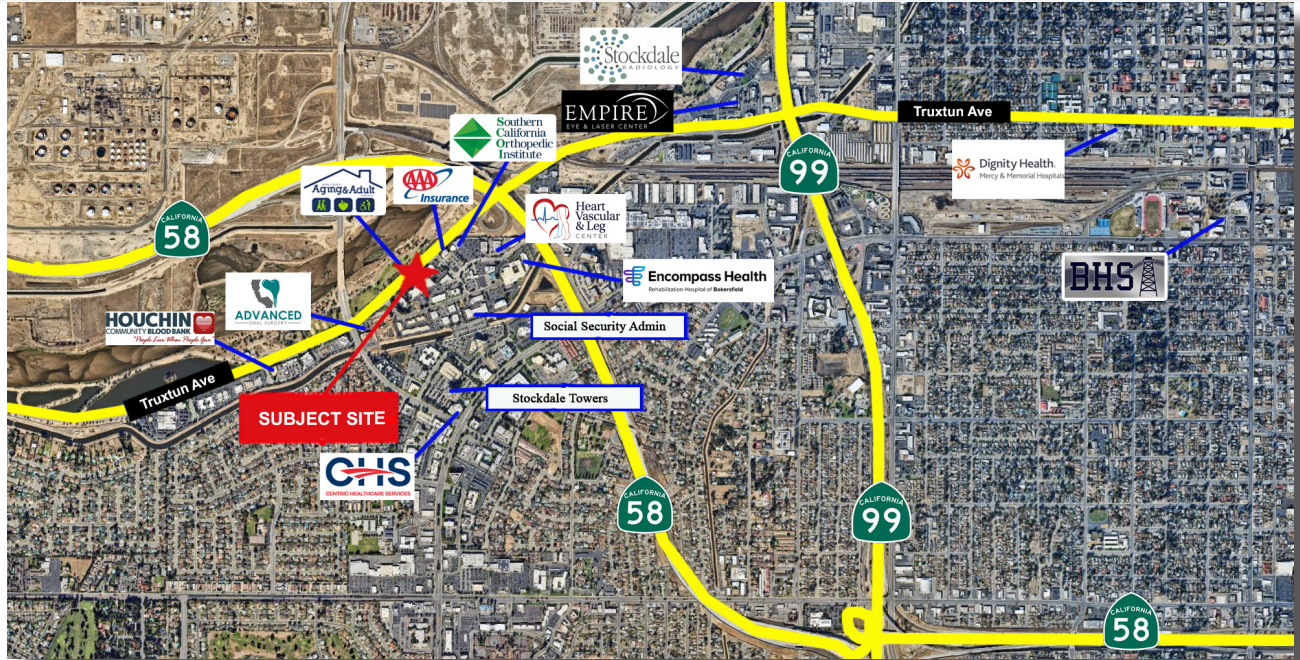 Stockdale
RADIOLOGY
EMPIRE
EYE & LASER CENTER
Truxtun Ave
Southern
California
Orthopedic
Institute
CALIFORNIA
99
Dignity Health.
Mercy & Memorial Hospitals
Aging & Adult
AAA
Insurance
CALIFORNIA
58
Heart
Vascular
& Leg
CENTER
BHS
Encompass Health
Rehabilitation Hospital of Bakersfield
ADVANCED
ORAL SURGERY
HOUCHIN
COMMUNITY BLOOD BANK
"People Live When People Give"
Social Security Admin
Truxtun Ave
SUBJECT SITE
Stockdale Towers
CHS
CENTRIC HEALTHCARE SERVICES
CALIFORNIA
58
CALIFORNIA
99
CALIFORNIA
58